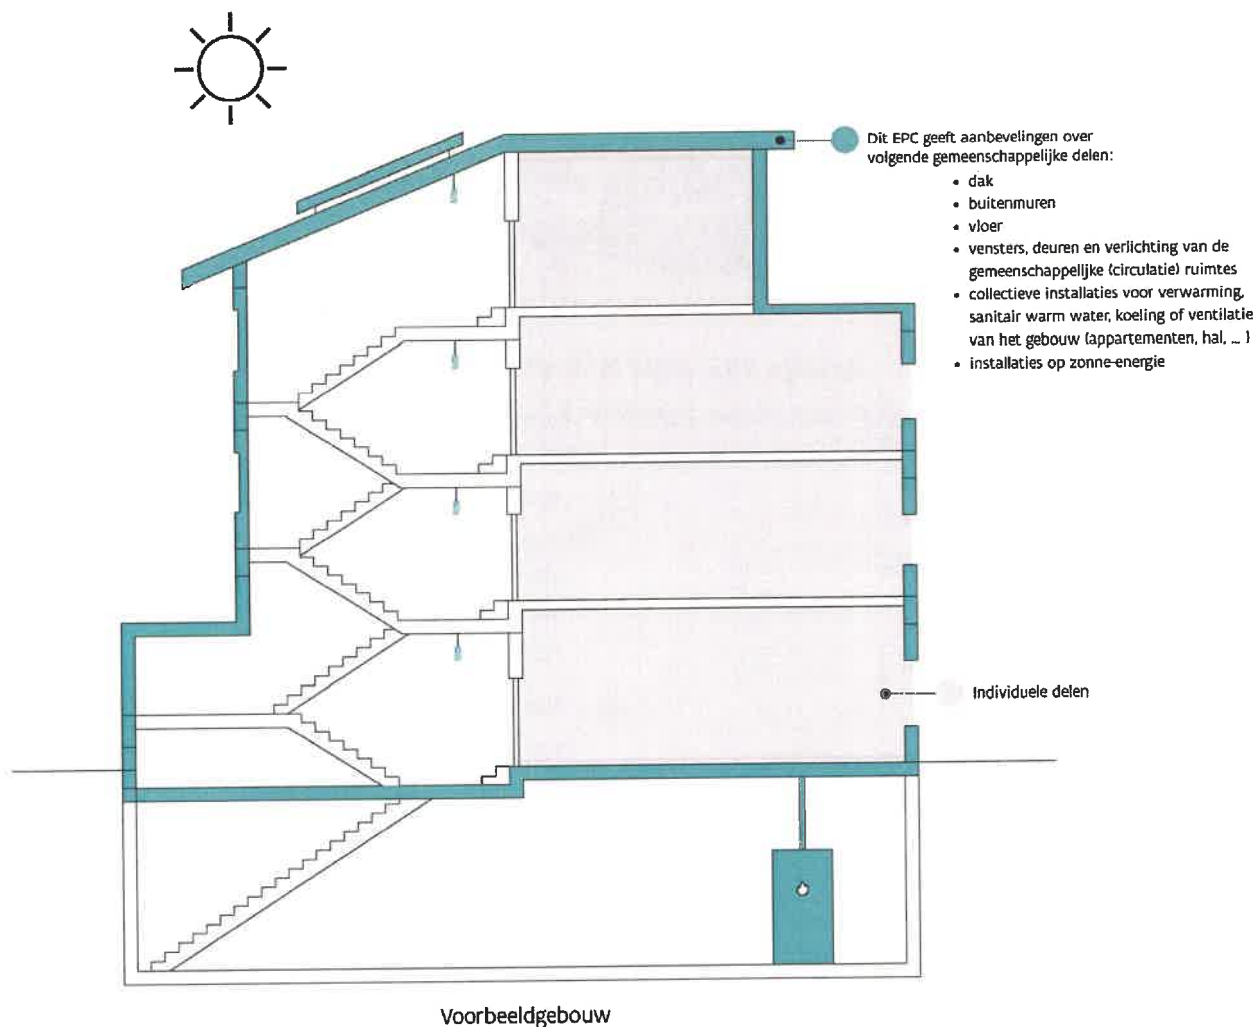 Dit EPC geeft aanbevelingen over
volgende gemeenschappelijke delen:
• dak
• buitenmuren
• vloer
• vensters, deuren en verlichting van de
gemeenschappelijke (circulatie) ruimtes
• collectieve installaties voor verwarming,
sanitair warm water, koeling of ventilatie
van het gebouw (appartementen, hal, ... )
• installaties op zonne-energie
Individuele delen
Voorbeeldgebouw